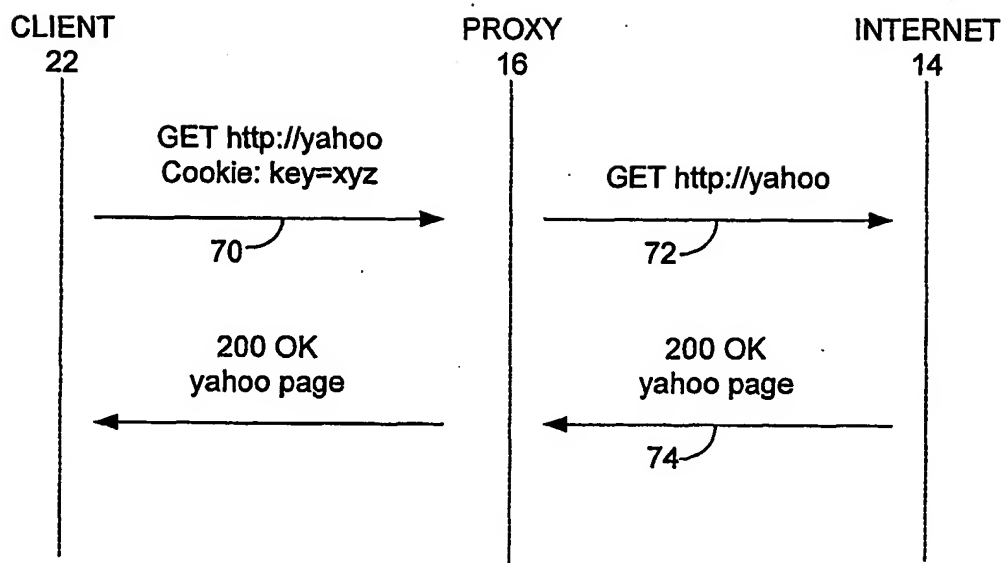 CLIENT
22
PROXY
16
INTERNET
14
GET http://yahoo
Cookie: key=xyz
70
GET http://yahoo
72
200 OK
yahoo page
200 OK
yahoo page
74